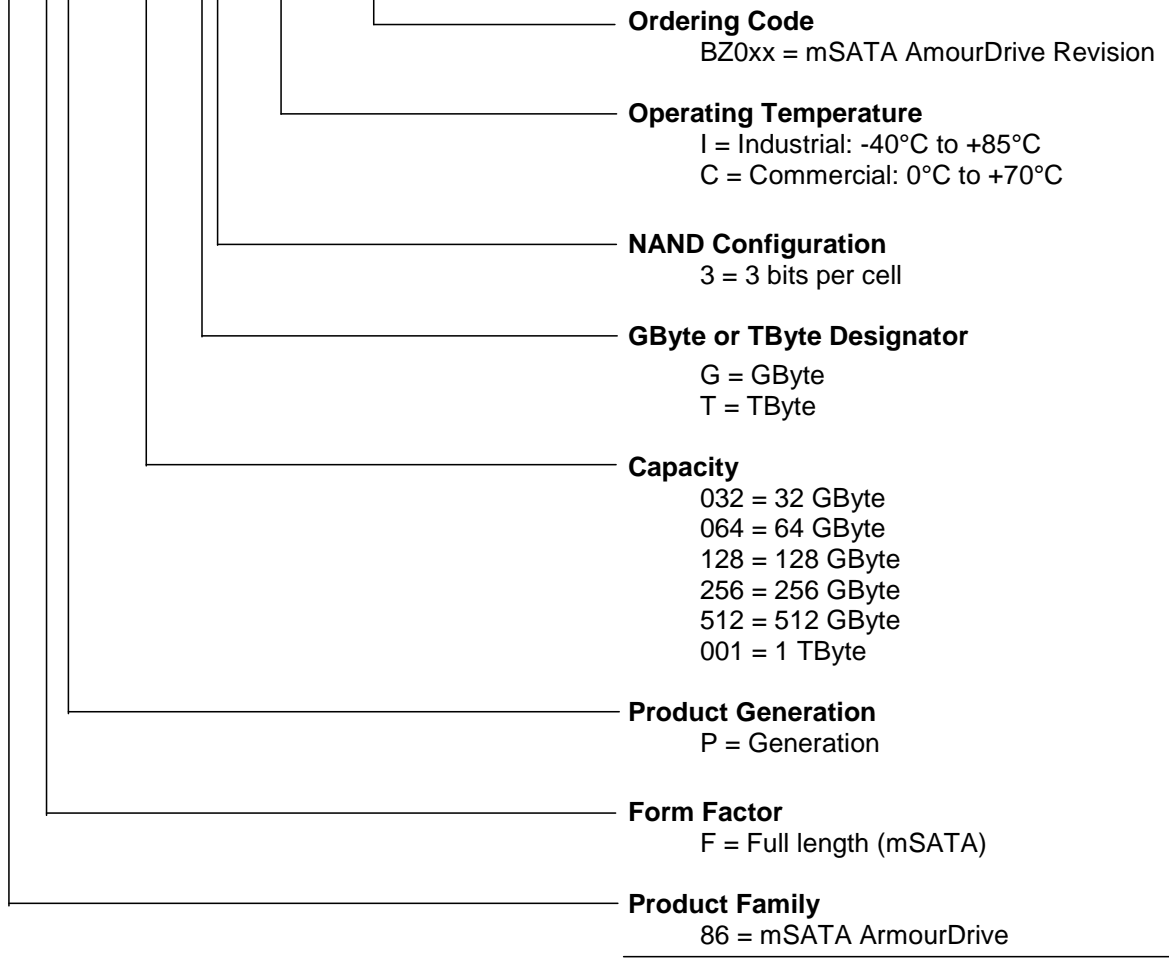 Ordering Code
BZ0xx = mSATA AmourDrive Revision
Operating Temperature
I = Industrial: -40°C to +85°C
C = Commercial: 0°C to +70°C
NAND Configuration
3 = 3 bits per cell
GByte or TByte Designator
G = GByte
T = TByte
Capacity
032 = 32 GByte
064 = 64 GByte
128 = 128 GByte
256 = 256 GByte
512 = 512 GByte
001 = 1 TByte
Product Generation
P = Generation
Form Factor
F = Full length (mSATA)
Product Family
86 = mSATA ArmourDrive